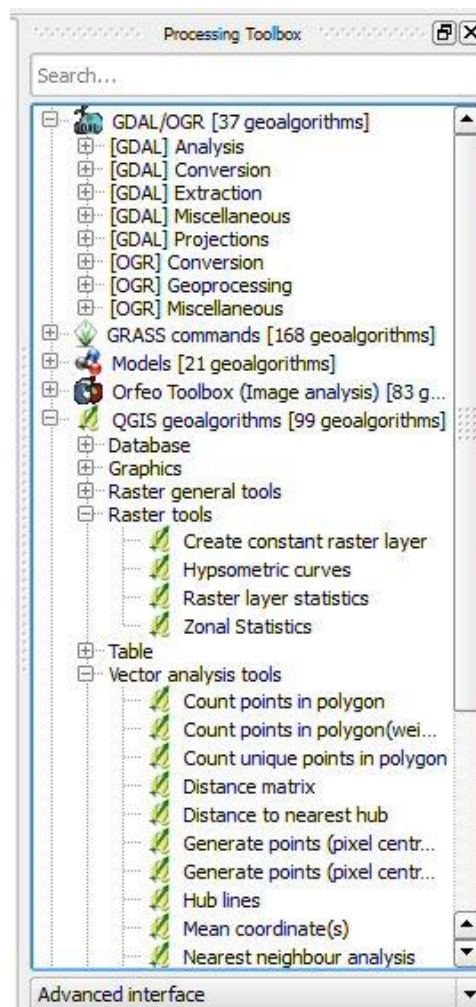 Processing Toolbox
Search...
GDAL/OGR [37 geoalgorithms]
[GDAL] Analysis
[GDAL] Conversion
[GDAL] Extraction
[GDAL] Miscellaneous
[GDAL] Projections
[OGR] Conversion
[OGR] Geoprocessing
[OGR] Miscellaneous
GRASS commands [168 geoalgorithms]
Models [21 geoalgorithms]
Orfeo Toolbox (Image analysis) [83 g...
QGIS geoalgorithms [99 geoalgorithms]
Database
Graphics
Raster general tools
Raster tools
Create constant raster layer
Hypsometric curves
Raster layer statistics
Zonal Statistics
Table
Vector analysis tools
Count points in polygon
Count points in polygon(wei...
Count unique points in polygon
Distance matrix
Distance to nearest hub
Generate points (pixel centr...
Generate points (pixel centr...
Hub lines
Mean coordinate(s)
Nearest neighbour analysis
Advanced interface